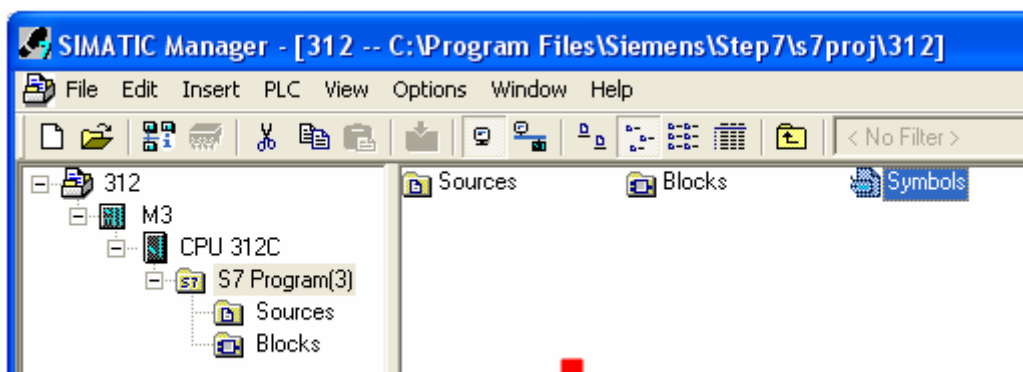 SIMATIC Manager - [312 -- C:\Program Files\Siemens\Step7\s7proj\312]
File Edit Insert PLC View Options Window Help
< No Filter >
312
M3
CPU 312C
S7 Program(3)
Sources
Blocks
Sources Blocks Symbols